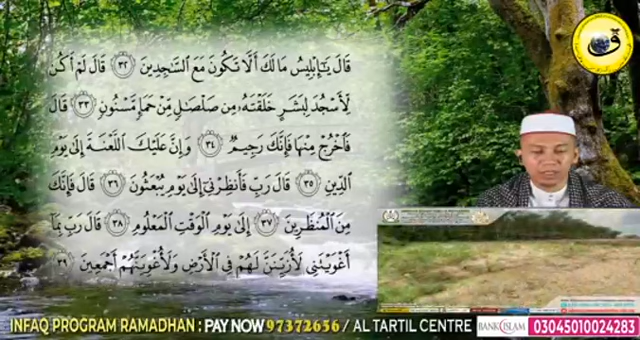 قَالَ يَٰٓإِبْلِيسُ مَا لَكَ أَلَّا تَكُونَ مَعَ ٱلسَّٰجِدِينَ ٣٢ قَالَ لَمْ أَكُن
لِّأَسْجُدَ لِبَشَرٍ خَلَقْتَهُۥ مِن صَلْصَٰلٍ مِّنْ حَمَإٍ مَّسْنُونٍ ٣٣ قَالَ
فَٱخْرُجْ مِنْهَا فَإِنَّكَ رَجِيمٌ ٣٤ وَإِنَّ عَلَيْكَ ٱللَّعْنَةَ إِلَىٰ يَوْمِ
ٱلدِّينِ ٣٥ قَالَ رَبِّ فَأَنظِرْنِىٓ إِلَىٰ يَوْمِ يُبْعَثُونَ ٣٦ قَالَ فَإِنَّكَ
مِنَ ٱلْمُنظَرِينَ ٣٧ إِلَىٰ يَوْمِ ٱلْوَقْتِ ٱلْمَعْلُومِ ٣٨ قَالَ رَبِّ بِمَآ
أَغْوَيْتَنِى لَأُزَيِّنَنَّ لَهُمْ فِى ٱلْأَرْضِ وَلَأُغْوِيَنَّهُمْ أَجْمَعِينَ ٣٩
INFAQ PROGRAM RAMADHAN : PAY NOW 97372656 / AL TARTIL CENTRE BANK ISLAM 03045010024283